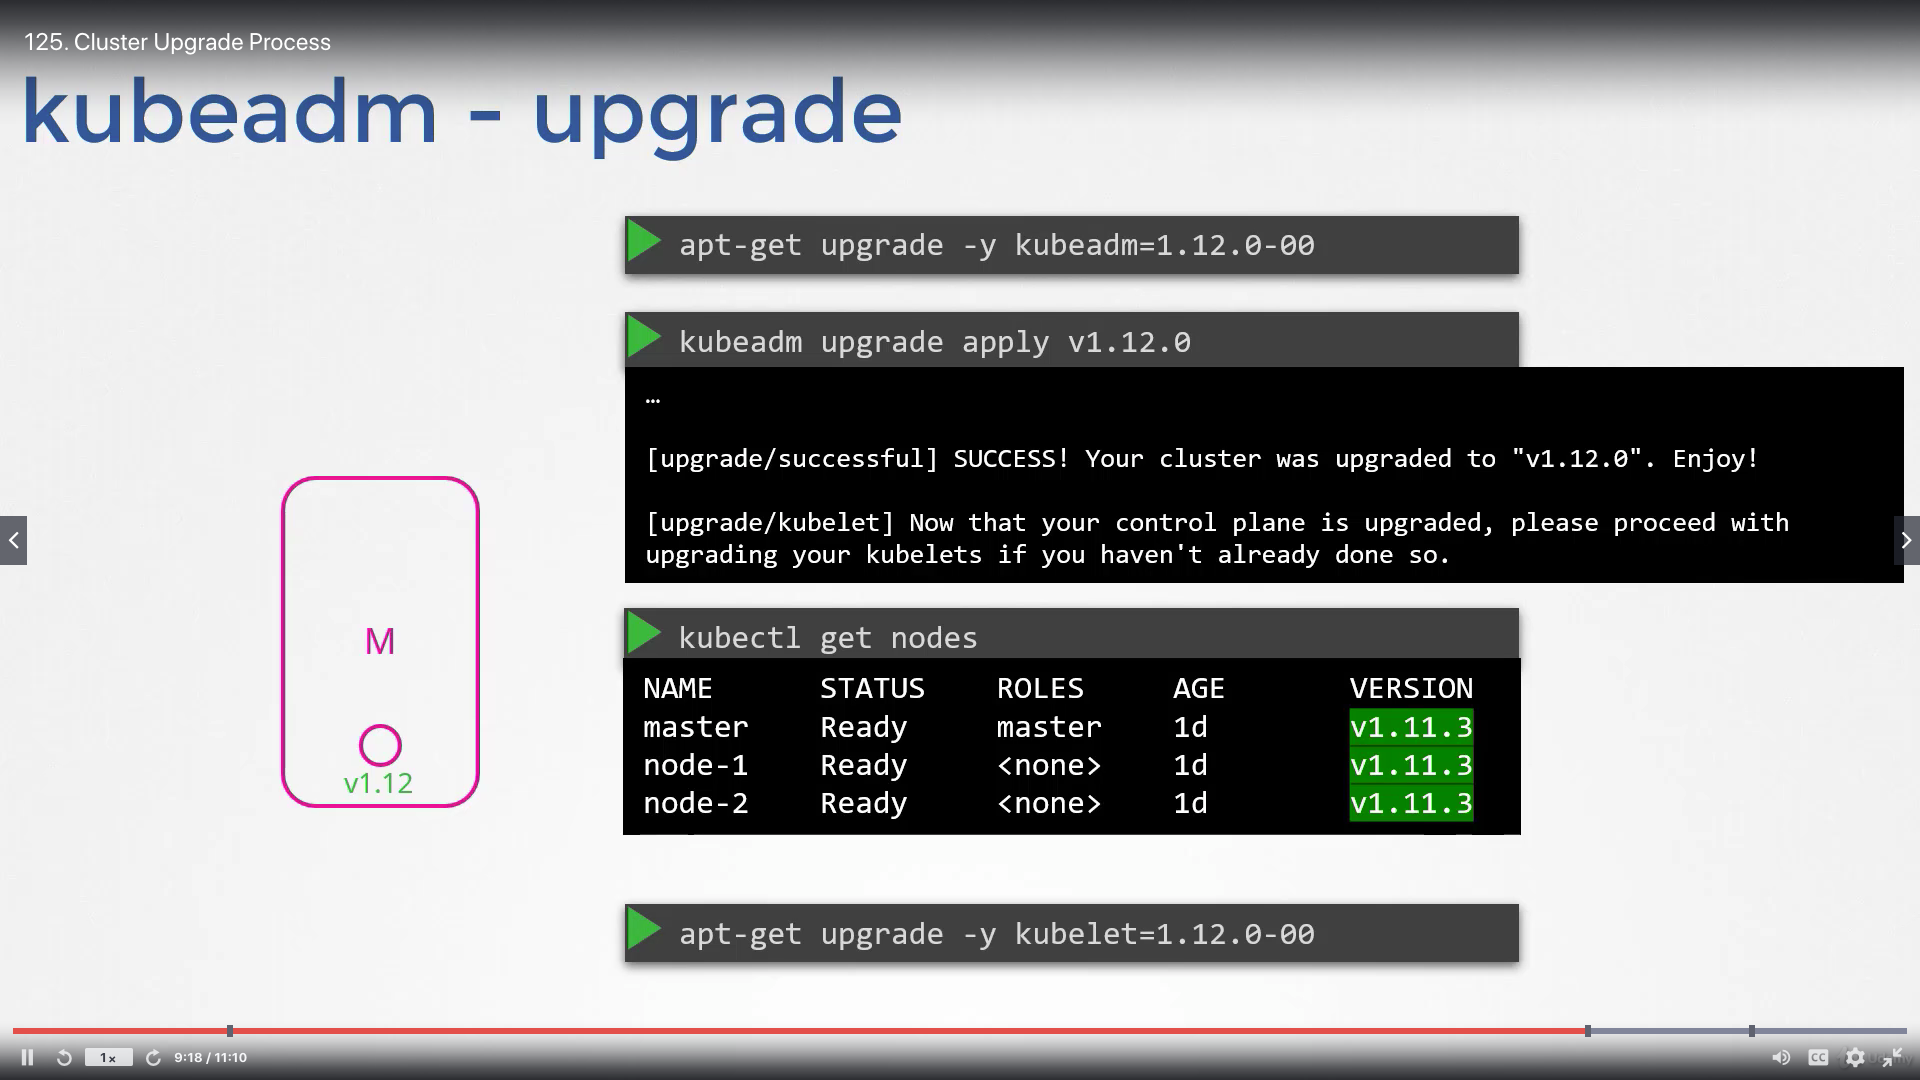 125. Cluster Upgrade Process
kubeadm - upgrade
apt-get upgrade -y kubeadm=1.12.0-00
kubeadm upgrade apply v1.12.0
…
[upgrade/successful] SUCCESS! Your cluster was upgraded to "v1.12.0". Enjoy!
[upgrade/kubelet] Now that your control plane is upgraded, please proceed with
upgrading your kubelets if you haven't already done so.
M
v1.12
kubectl get nodes
NAME STATUS ROLES AGE VERSION
master Ready master 1d v1.11.3
node-1 Ready <none> 1d v1.11.3
node-2 Ready <none> 1d v1.11.3
apt-get upgrade -y kubelet=1.12.0-00
1x 9:18 / 11:10 CC